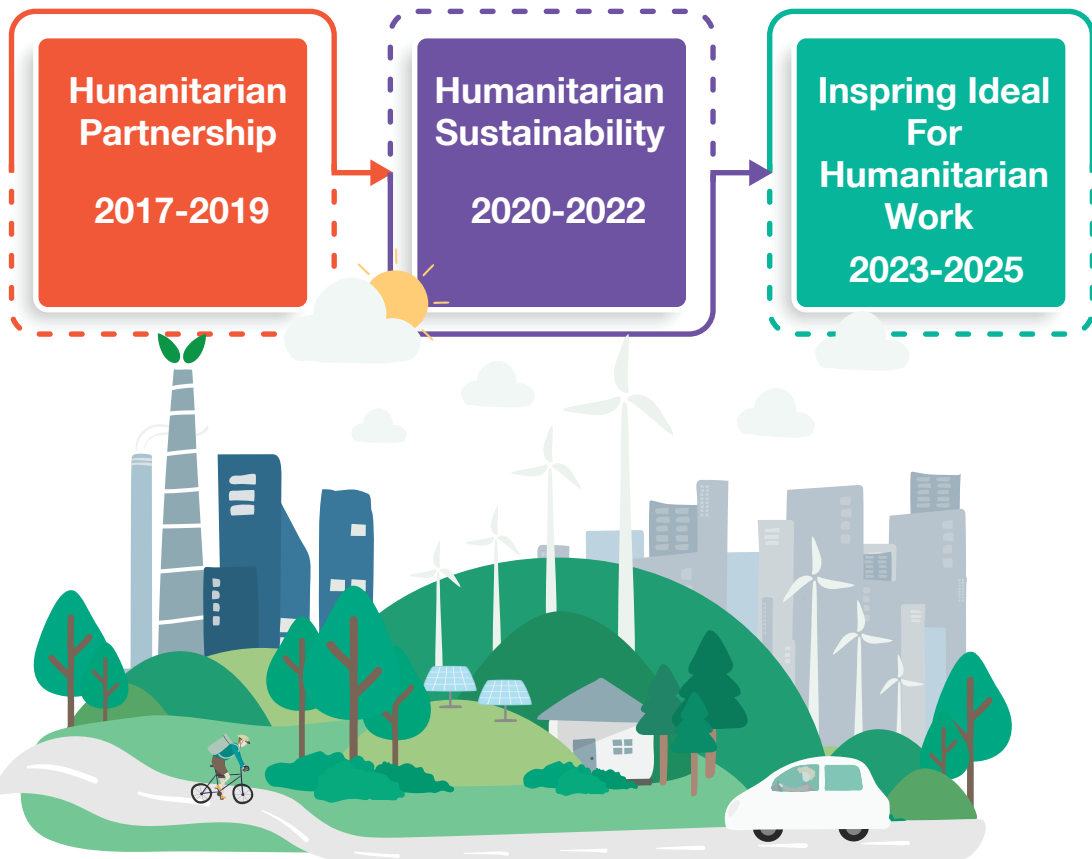 Hunanitarian
Partnership
2017-2019
Humanitarian
Sustainability
2020-2022
Inspring Ideal
For
Humanitarian
Work
2023-2025